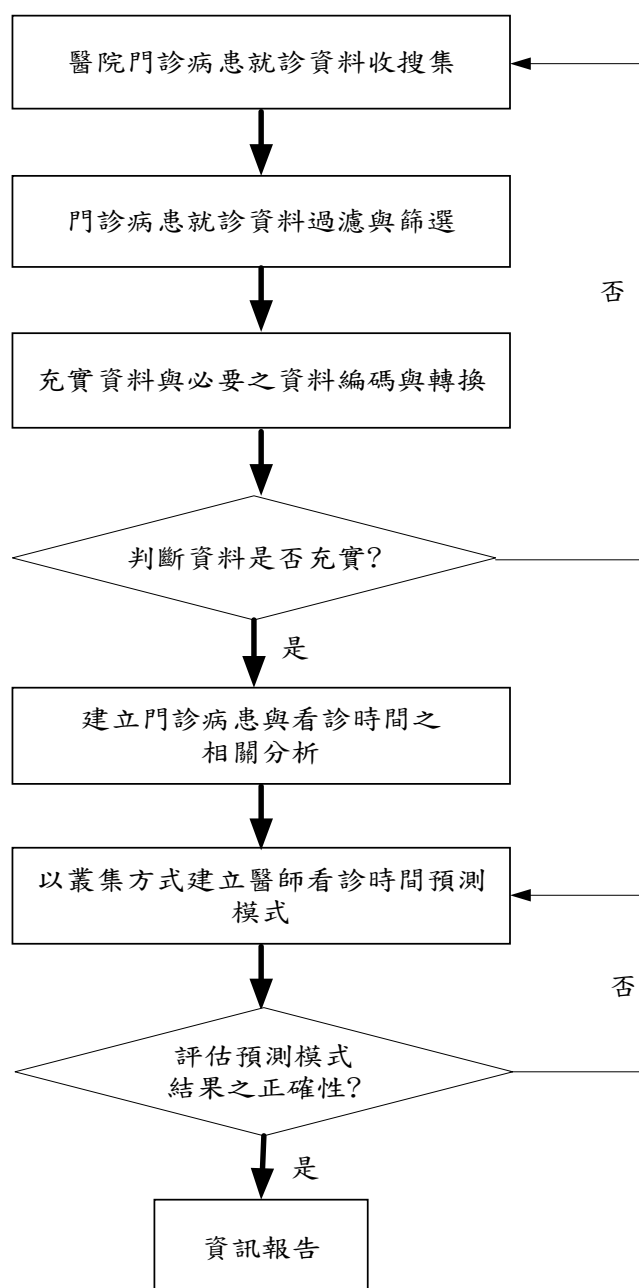 醫院門診病患就診資料收搜集
門診病患就診資料過濾與篩選
否
充實資料與必要之資料編碼與轉換
判斷資料是否充實?
是
建立門診病患與看診時間之
相關分析
以叢集方式建立醫師看診時間預測
模式
否
評估預測模式
結果之正確性?
是
資訊報告